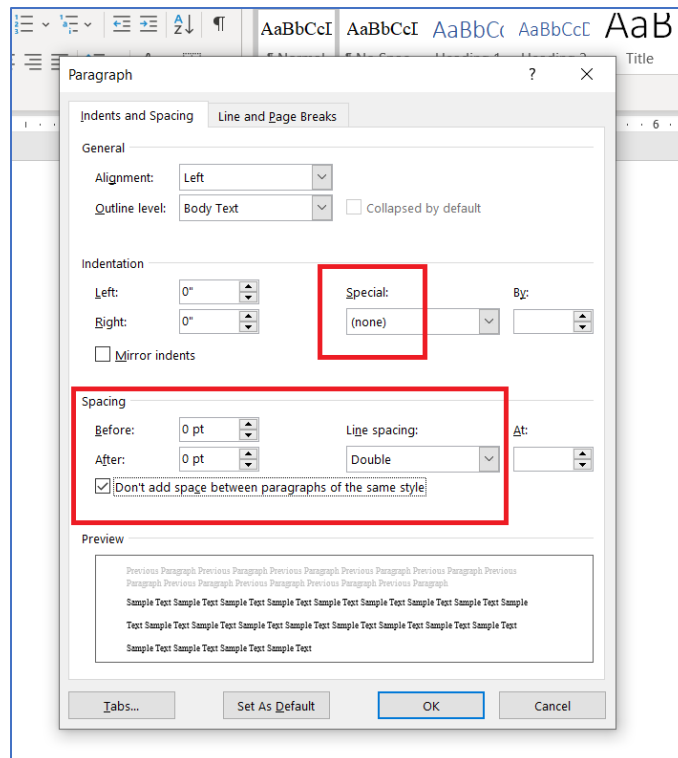 AaBbCcI AaBbCcI AaBbCc AaBbCcC AaB
Title
Paragraph ? ×
6
Indents and Spacing Line and Page Breaks
General
Alignment: Left
Outline level: Body Text Collapsed by default
Indentation
Left: 0" Special: By:
Right: 0" (none)
Mirror indents
Spacing
Before: 0 pt Line spacing: At:
After: 0 pt Double
Don't add space between paragraphs of the same style
Preview
Previous Paragraph Previous Paragraph Previous Paragraph Previous Paragraph Previous Paragraph Previous
Paragraph Previous Paragraph Previous Paragraph Previous Paragraph Previous Paragraph
Sample Text Sample Text Sample Text Sample Text Sample Text Sample Text Sample Text Sample Text Sample
Text Sample Text Sample Text Sample Text Sample Text Sample Text Sample Text Sample Text Sample Text
Sample Text Sample Text Sample Text Sample Text
Tabs... Set As Default OK Cancel